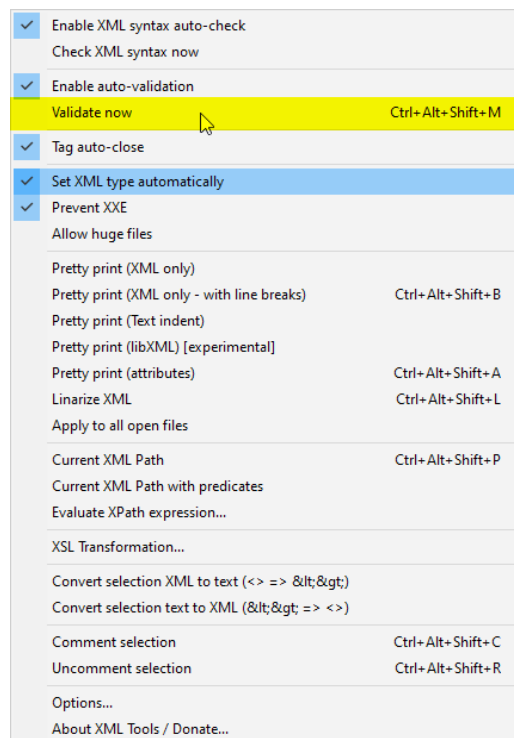 Enable XML syntax auto-check
Check XML syntax now
Enable auto-validation
Validate now Ctrl+Alt+Shift+M
Tag auto-close
Set XML type automatically
Prevent XXE
Allow huge files
Pretty print (XML only)
Pretty print (XML only - with line breaks) Ctrl+Alt+Shift+B
Pretty print (Text indent)
Pretty print (libXML) [experimental]
Pretty print (attributes) Ctrl+Alt+Shift+A
Linarize XML Ctrl+Alt+Shift+L
Apply to all open files
Current XML Path Ctrl+Alt+Shift+P
Current XML Path with predicates
Evaluate XPath expression...
XSL Transformation...
Convert selection XML to text (<> => &lt;&gt;)
Convert selection text to XML (&lt;&gt; => <>)
Comment selection Ctrl+Alt+Shift+C
Uncomment selection Ctrl+Alt+Shift+R
Options...
About XML Tools / Donate...